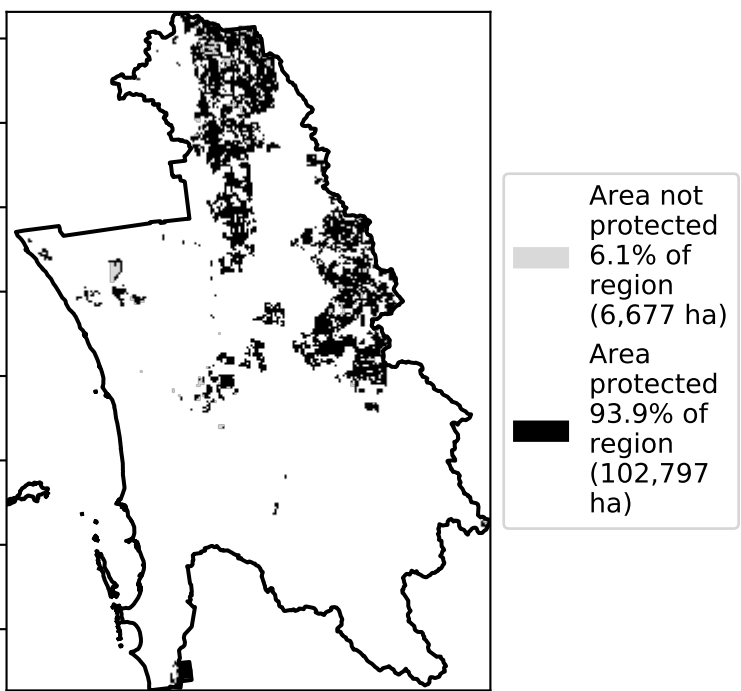 Area not
protected
6.1% of
region
(6,677 ha)
Area
protected
93.9% of
region
(102,797
ha)